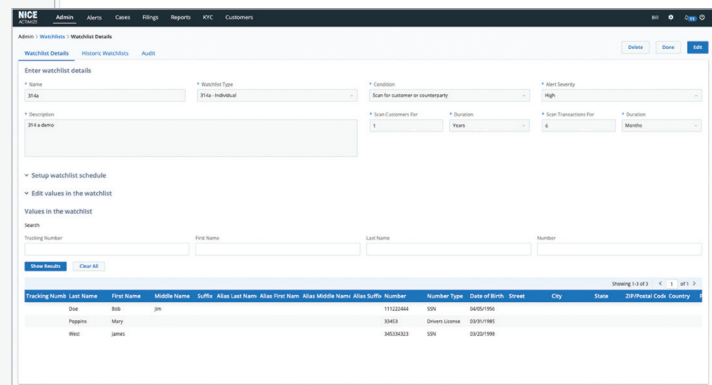 NICE ACTIMIZE Admin Alerts Cases Filings Reports KYC Customers
Admin > Watchlists > Watchlist Details
Watchlist Details Historic Watchlists Audit Delete Done Edit
Enter watchlist details
* Name * Watchlist Type * Condition * Alert Severity
314a 314a - Individual Scan for customer or counterparty High
* Description * Scan Customers For * Duration * Scan Transactions For * Duration
314 a demo 1 Years 6 Months
Setup watchlist schedule
Edit values in the watchlist
Values in the watchlist
Search
Tracking Number First Name Last Name Number
Show Results Clear All
Showing 1-3 of 3 < 1 of 1 >
Tracking Numb Last Name First Name Middle Name Suffix Alias Last Nam Alias First Nam Alias Middle Nam Alias Suffix Number Number Type Date of Birth Street City State ZIP/Postal Code Country
Doe Bob Jim 111222444 SSN 04/05/1956
Poppins Mary 33453 Drivers License 03/31/1985
West James 345334323 SSN 03/20/1999